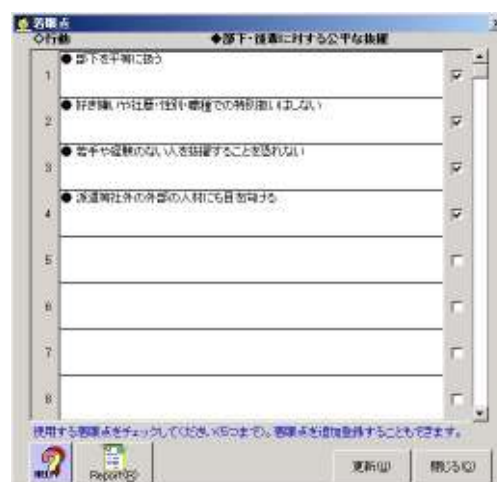 着眼点
◇行動 ◆部下・後輩に対する公平な抜擢
1 ● 部下を平等に扱う
2 ● 好き嫌いや社歴・性別・職種での特別扱いはしない
3 ● 若手や経験のない人を抜擢することを恐れない
4 ● 派遣等社外の外部の人材にも目を向ける
5
6
7
8
使用する着眼点をチェックしてください(5つまで)。着眼点を追加登録することもできます。
HELP Report(R) 更新(U) 閉じる(Q)